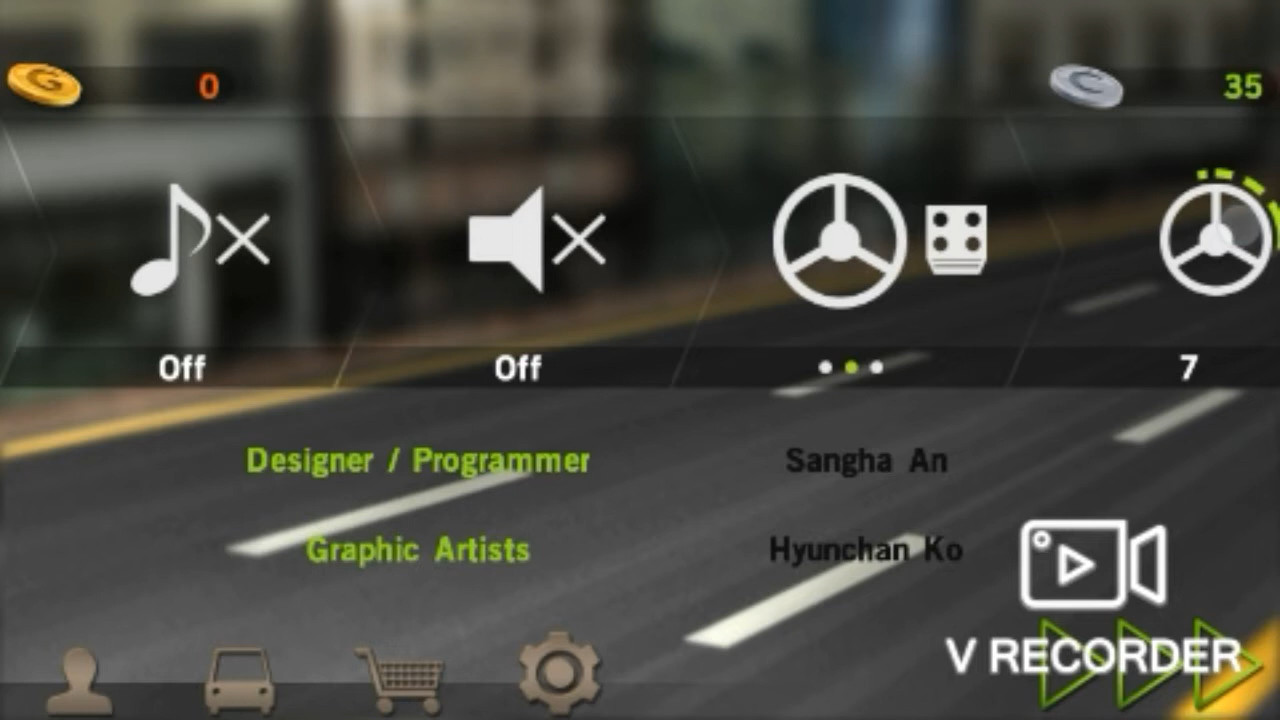 G 0 C 35
Off Off 7
Designer / Programmer Sangha An
Graphic Artists Hyunchan Ko
V RECORDER